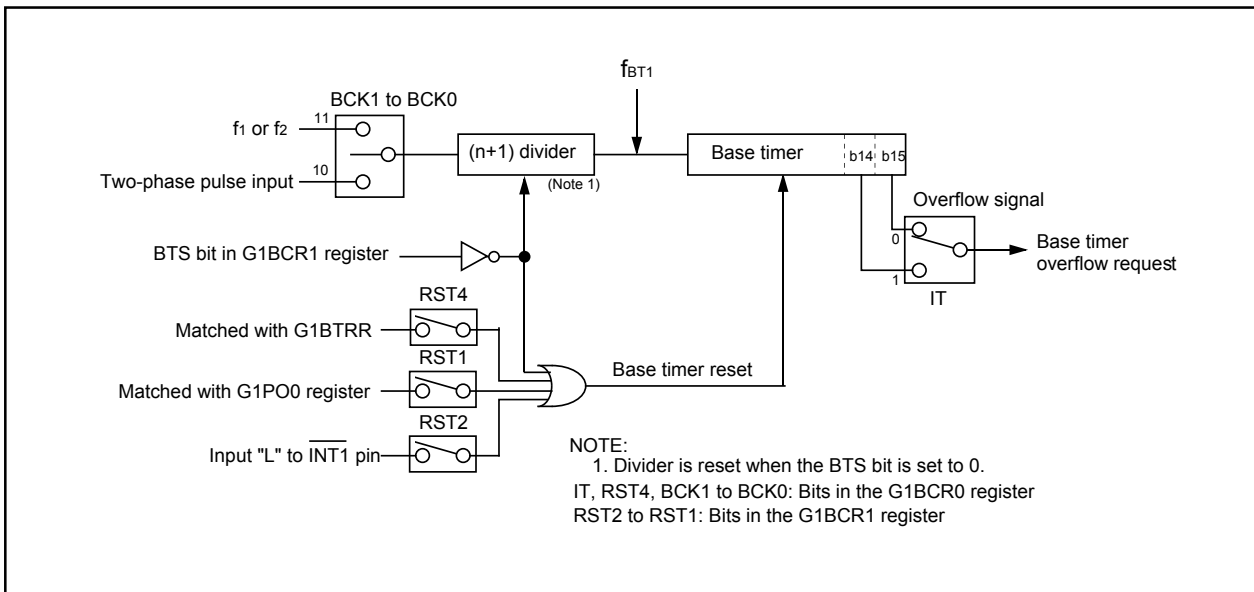 fBT1
BCK1 to BCK0
11
f1 or f2
10
Two-phase pulse input
(n+1) divider
(Note 1)
Base timer
b14
b15
Overflow signal
0
1
IT
Base timer
overflow request
BTS bit in G1BCR1 register
RST4
Matched with G1BTRR
RST1
Matched with G1PO0 register
RST2
Input "L" to I̅N̅T̅1̅ pin
Base timer reset
NOTE:
1. Divider is reset when the BTS bit is set to 0.
IT, RST4, BCK1 to BCK0: Bits in the G1BCR0 register
RST2 to RST1: Bits in the G1BCR1 register